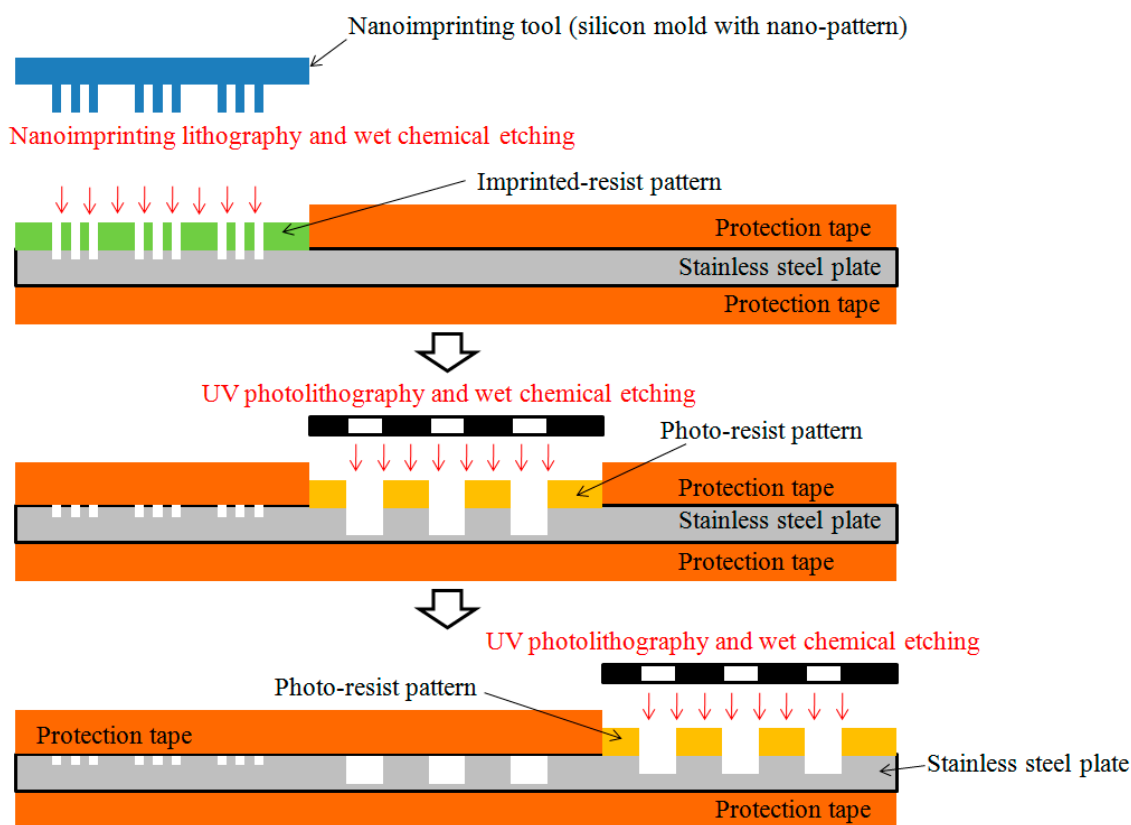 Nanoimprinting tool (silicon mold with nano-pattern)
Nanoimprinting lithography and wet chemical etching
Imprinted-resist pattern
Protection tape
Stainless steel plate
Protection tape
UV photolithography and wet chemical etching
Photo-resist pattern
Protection tape
Stainless steel plate
Protection tape
UV photolithography and wet chemical etching
Photo-resist pattern
Protection tape
Stainless steel plate
Protection tape